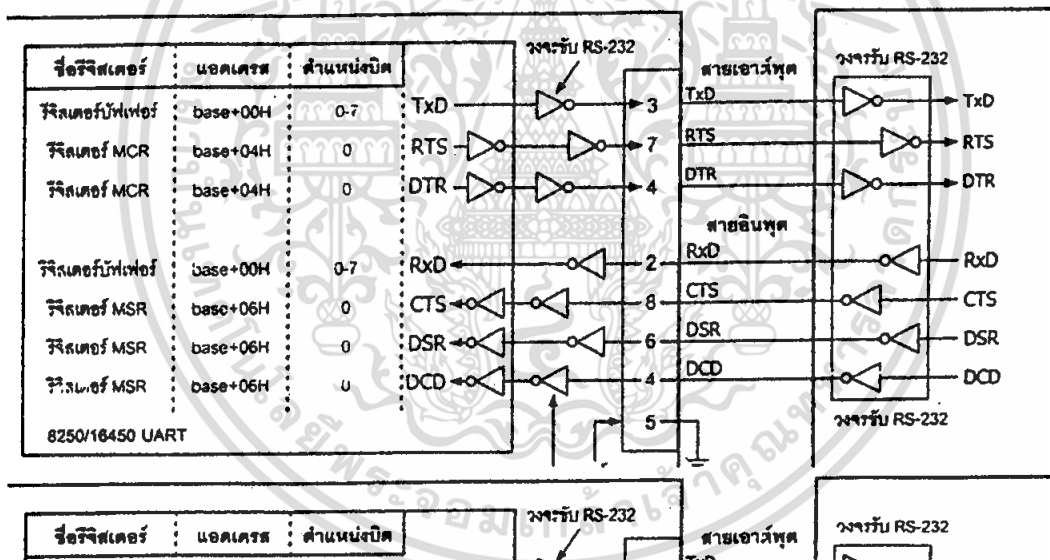 วงจรขับ RS-232
ชื่อรีจิสเตอร์ แอดเดรส ตำแหน่งบิต สายเอาต์พุต วงจรรับ RS-232
รีจิสเตอร์บัฟเฟอร์ base+00H 0-7 TxD 3 TxD TxD
รีจิสเตอร์ MCR base+04H 0 RTS 7 RTS RTS
รีจิสเตอร์ MCR base+04H 0 DTR 4 DTR DTR
สายอินพุต
รีจิสเตอร์บัฟเฟอร์ base+00H 0-7 RxD 2 RxD RxD
รีจิสเตอร์ MSR base+06H 0 CTS 8 CTS CTS
รีจิสเตอร์ MSR base+06H 0 DSR 6 DSR DSR
รีจิสเตอร์ MSR base+06H 0 DCD 4 DCD DCD
8250/16450 UART 5 วงจรรับ RS-232
วงจรขับ RS-232
ชื่อรีจิสเตอร์ แอดเดรส ตำแหน่งบิต สายเอาต์พุต วงจรรับ RS-232
TxD